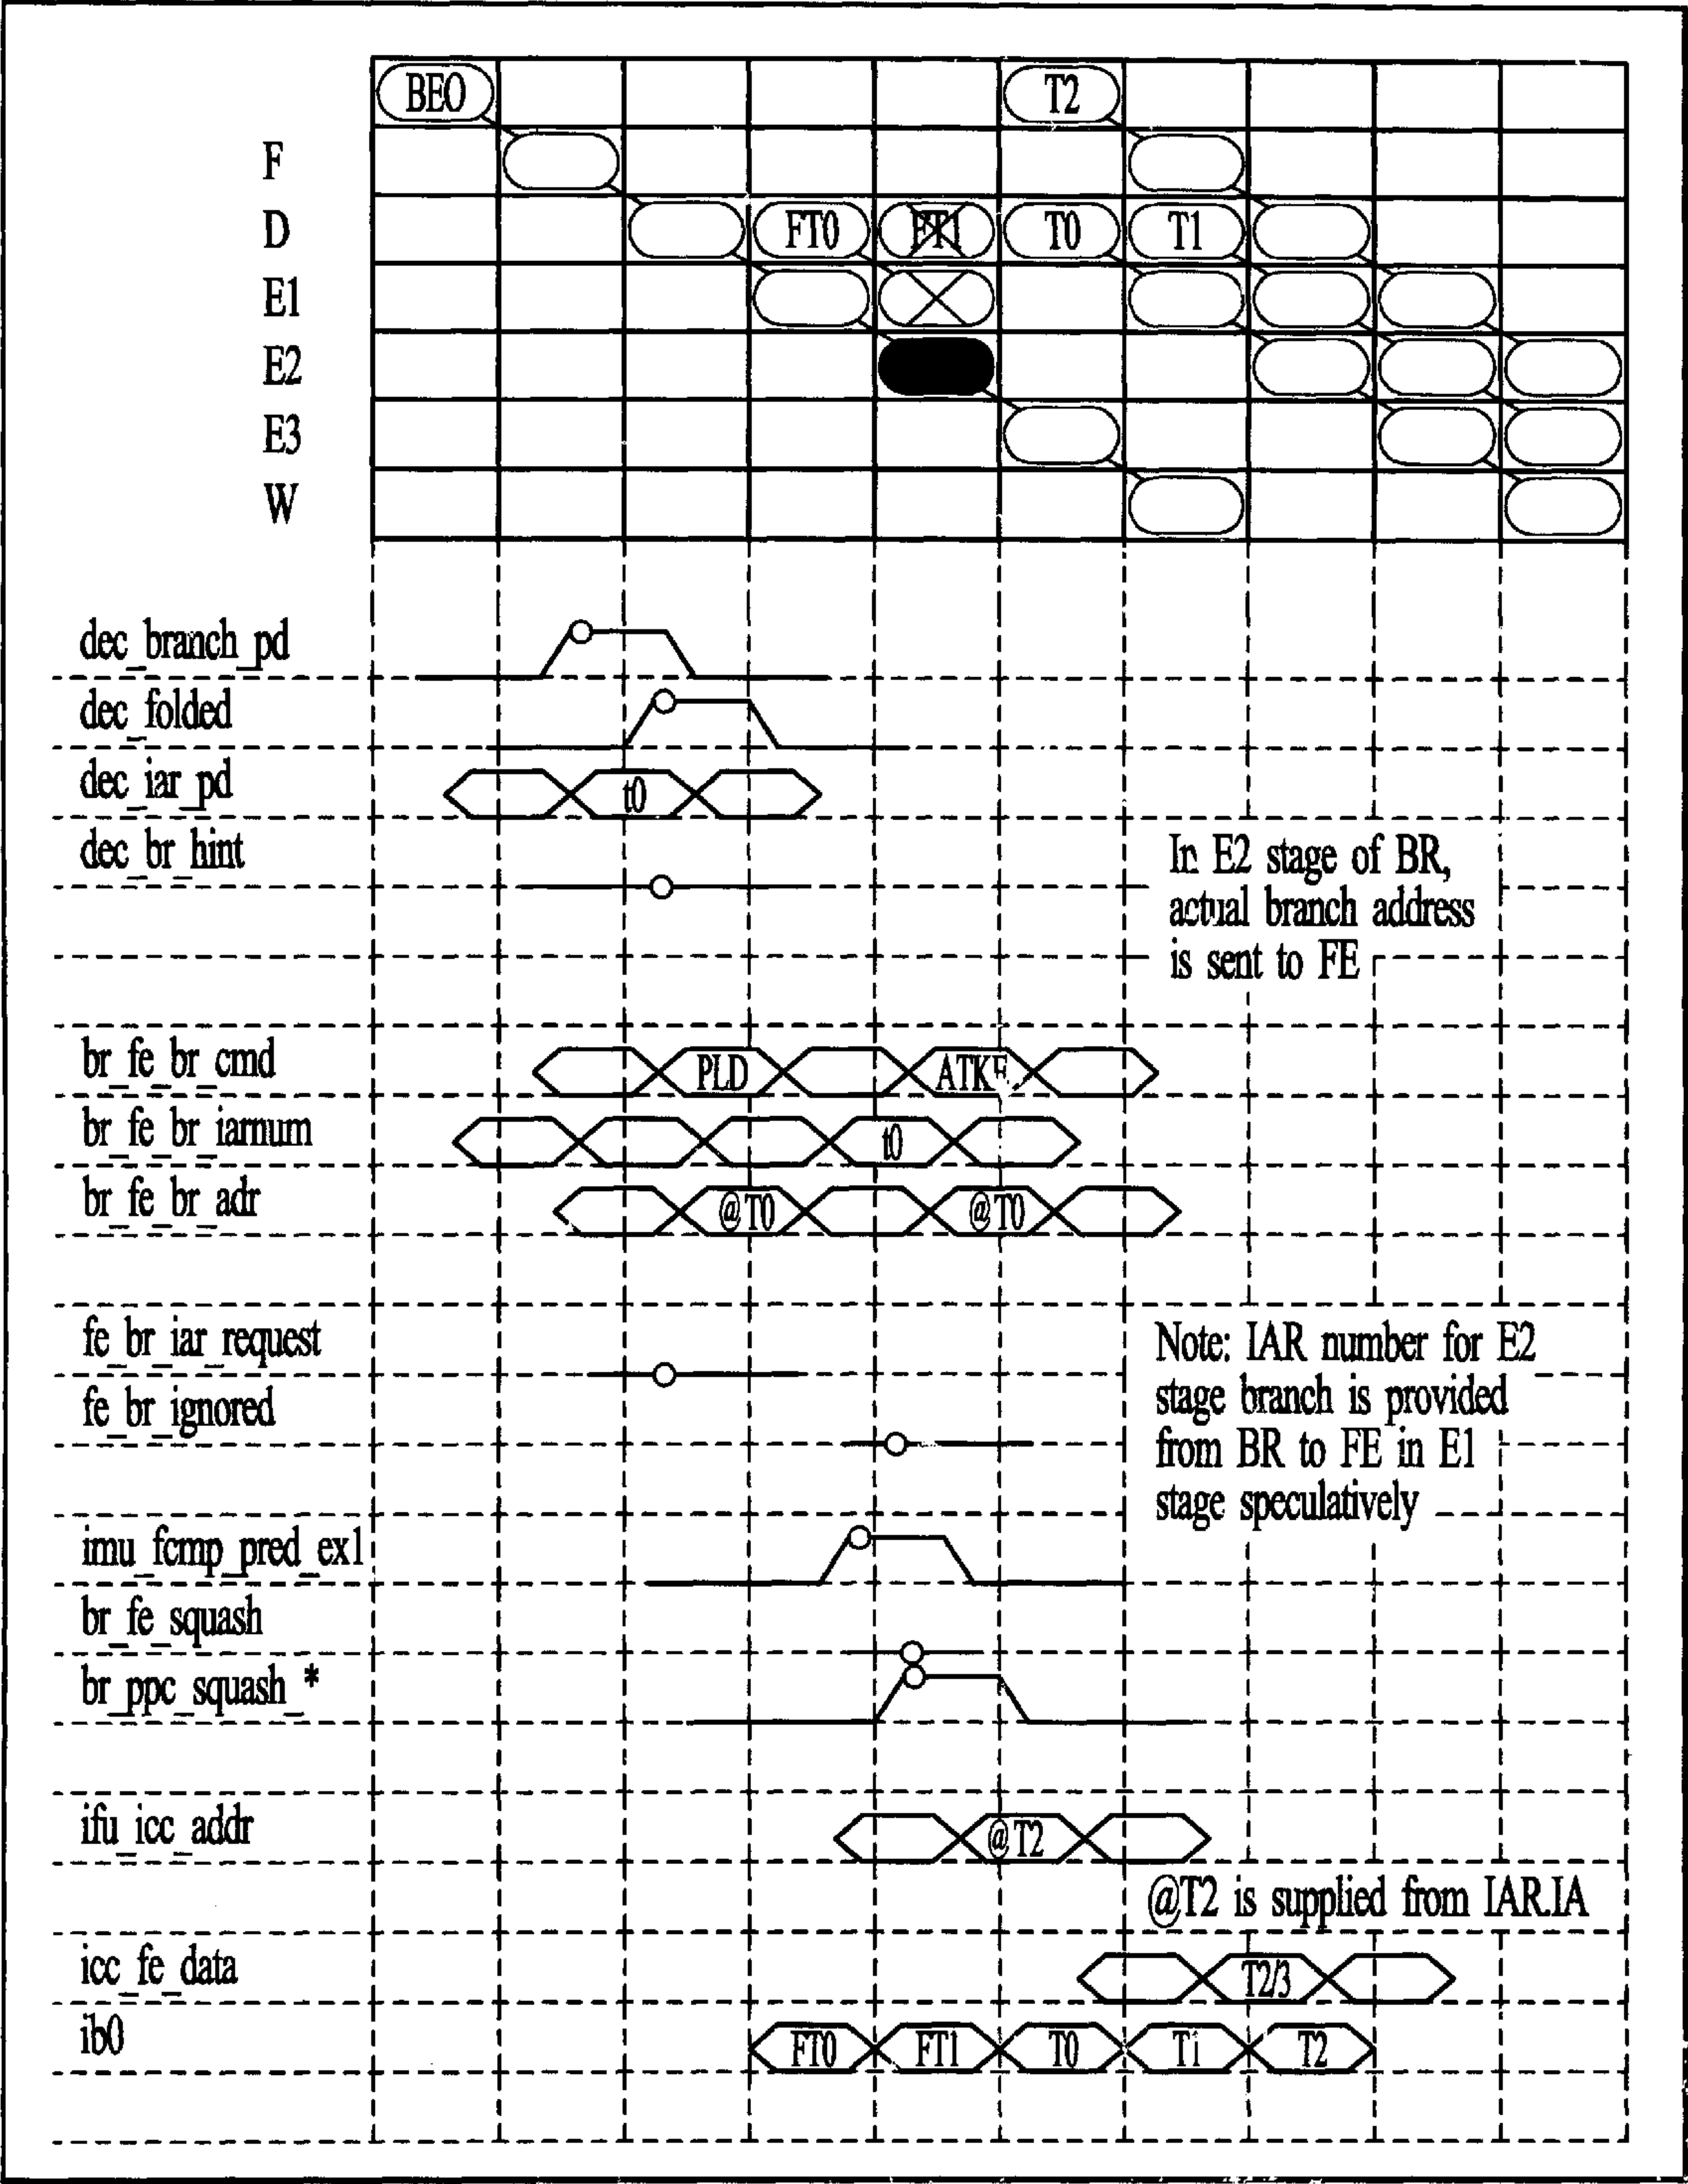 BEO T2
F
D FT0 FT1 T0 T1
E1
E2
E3
W
dec_branch_pd
dec_folded
dec_iar_pd t0
dec_br_hint
In E2 stage of BR,
actual branch address
is sent to FE
br_fe_br_cmd PLD ATKE
br_fe_br_iarnum t0
br_fe_br_adr @T0 @T0
fe_br_iar_request
fe_br_ignored
Note: IAR number for E2
stage branch is provided
from BR to FE in E1
stage speculatively
imu_fcmp_pred_ex1
br_fe_squash
br_ppc_squash_*
ifu_icc_addr @T2
@T2 is supplied from IAR.IA
icc_fe_data T2/3
ib0 FT0 FT1 T0 T1 T2